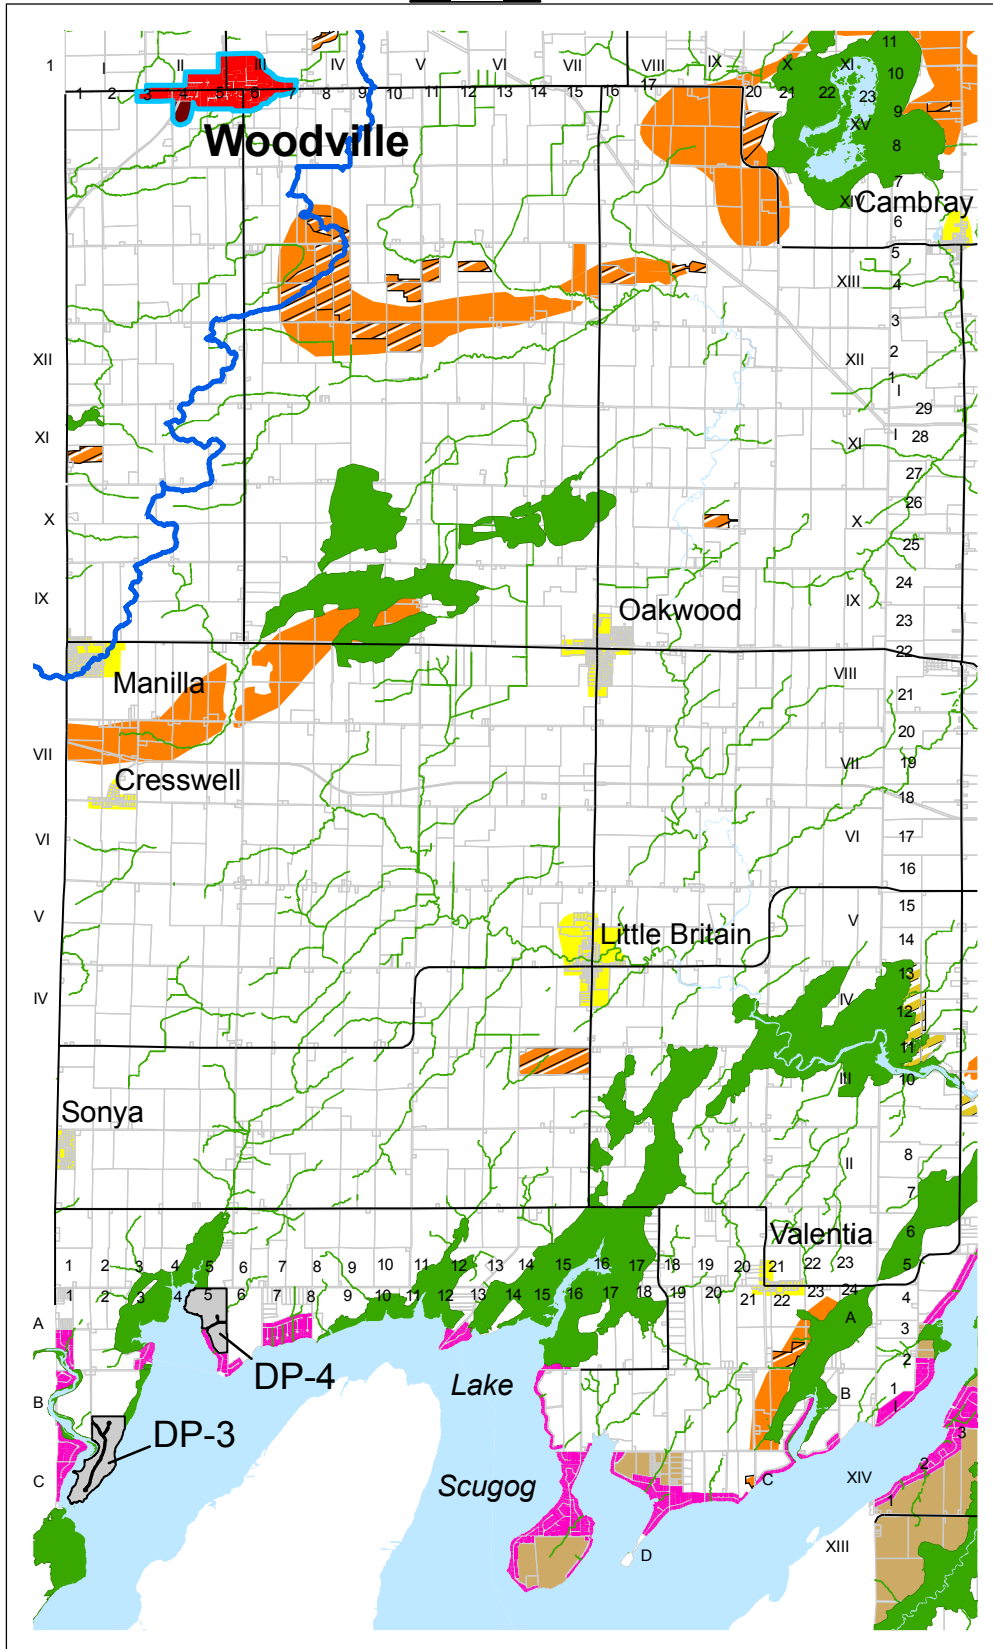 1 I II III IV V VI VII VIII IX X XI 11
1 2 3 4 5 6 7 8 9 10 11 12 13 14 15 16 17 20 21 22 23 10
9
XV
8
Woodville
7
XIV
Cambray
6
5
XIII 4
3
XII XII 2
1
I
29
XI XI I 28
27
26
X X
25
24
IX IX
Oakwood 23
22
Manilla VIII
21
20
VII VII 19
Cresswell
18
VI VI 17
16
15
V V
Little Britain 14
13
IV IV
12
11
III 10
Sonya
II 8
7
Valentia 6
1 2 3 4 5 6 7 8 9 10 11 12 13 14 15 16 17 18 19 20 21 22 23 5
1 2 3 4 5 6 7 8 9 10 11 12 13 14 15 16 17 18 19 20 21 22 23 24 4
A A 3
2
DP-4
Lake
B B 1
DP-3 3
2
C Scugog C XIV
1
D XIII